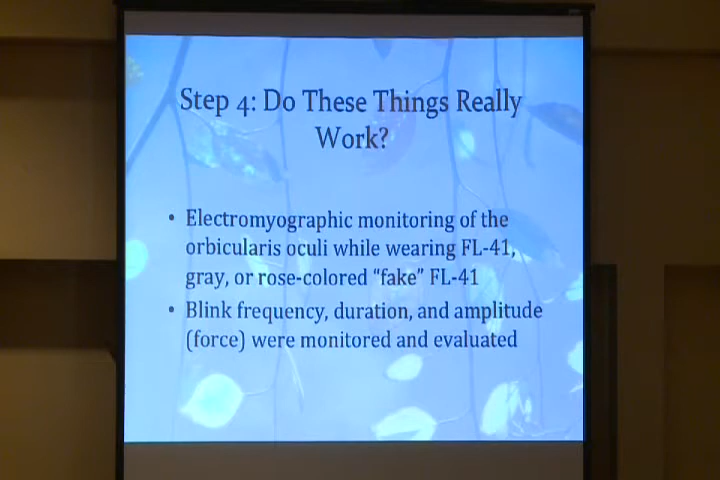 Step 4: Do These Things Really
Work?
• Electromyographic monitoring of the
orbicularis oculi while wearing FL-41,
gray, or rose-colored “fake” FL-41
• Blink frequency, duration, and amplitude
(force) were monitored and evaluated